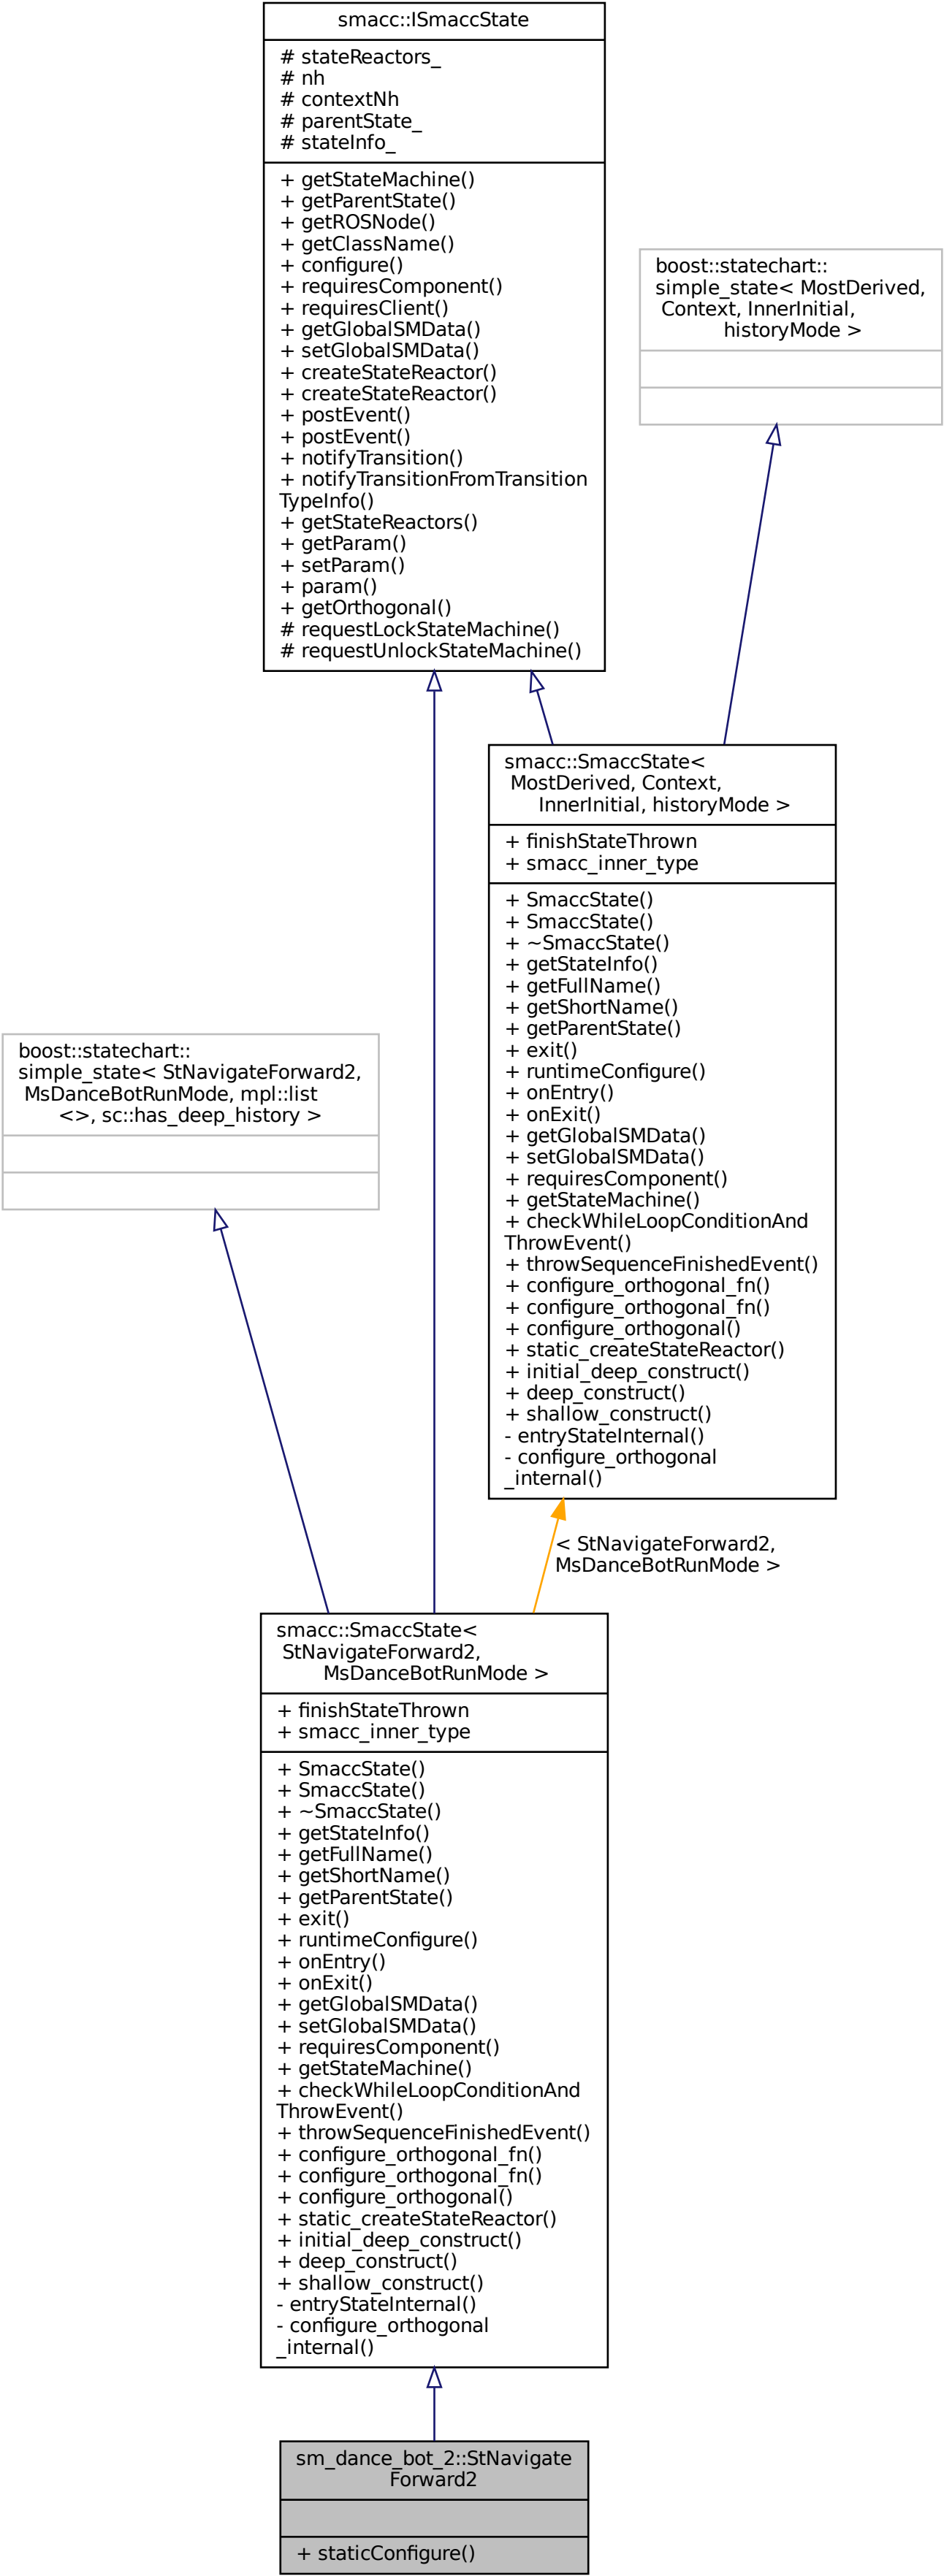 smacc::ISmaccState
# stateReactors_
# nh
# contextNh
# parentState_
# stateInfo_
+ getStateMachine()
+ getParentState()
+ getROSNode()
+ getClassName()
+ configure()
+ requiresComponent()
+ requiresClient()
+ getGlobalSMData()
+ setGlobalSMData()
+ createStateReactor()
+ createStateReactor()
+ postEvent()
+ postEvent()
+ notifyTransition()
+ notifyTransitionFromTransition
TypeInfo()
+ getStateReactors()
+ getParam()
+ setParam()
+ param()
+ getOrthogonal()
# requestLockStateMachine()
# requestUnlockStateMachine()
boost::statechart::
simple_state< MostDerived,
Context, InnerInitial,
historyMode >
smacc::SmaccState<
MostDerived, Context,
InnerInitial, historyMode >
+ finishStateThrown
+ smacc_inner_type
+ SmaccState()
+ SmaccState()
+ ~SmaccState()
+ getStateInfo()
+ getFullName()
+ getShortName()
+ getParentState()
+ exit()
+ runtimeConfigure()
+ onEntry()
+ onExit()
+ getGlobalSMData()
+ setGlobalSMData()
+ requiresComponent()
+ getStateMachine()
+ checkWhileLoopConditionAnd
ThrowEvent()
+ throwSequenceFinishedEvent()
+ configure_orthogonal_fn()
+ configure_orthogonal_fn()
+ configure_orthogonal()
+ static_createStateReactor()
+ initial_deep_construct()
+ deep_construct()
+ shallow_construct()
- entryStateInternal()
- configure_orthogonal
_internal()
boost::statechart::
simple_state< StNavigateForward2,
MsDanceBotRunMode, mpl::list
<>, sc::has_deep_history >
< StNavigateForward2,
MsDanceBotRunMode >
smacc::SmaccState<
StNavigateForward2,
MsDanceBotRunMode >
+ finishStateThrown
+ smacc_inner_type
+ SmaccState()
+ SmaccState()
+ ~SmaccState()
+ getStateInfo()
+ getFullName()
+ getShortName()
+ getParentState()
+ exit()
+ runtimeConfigure()
+ onEntry()
+ onExit()
+ getGlobalSMData()
+ setGlobalSMData()
+ requiresComponent()
+ getStateMachine()
+ checkWhileLoopConditionAnd
ThrowEvent()
+ throwSequenceFinishedEvent()
+ configure_orthogonal_fn()
+ configure_orthogonal_fn()
+ configure_orthogonal()
+ static_createStateReactor()
+ initial_deep_construct()
+ deep_construct()
+ shallow_construct()
- entryStateInternal()
- configure_orthogonal
_internal()
sm_dance_bot_2::StNavigate
Forward2
+ staticConfigure()